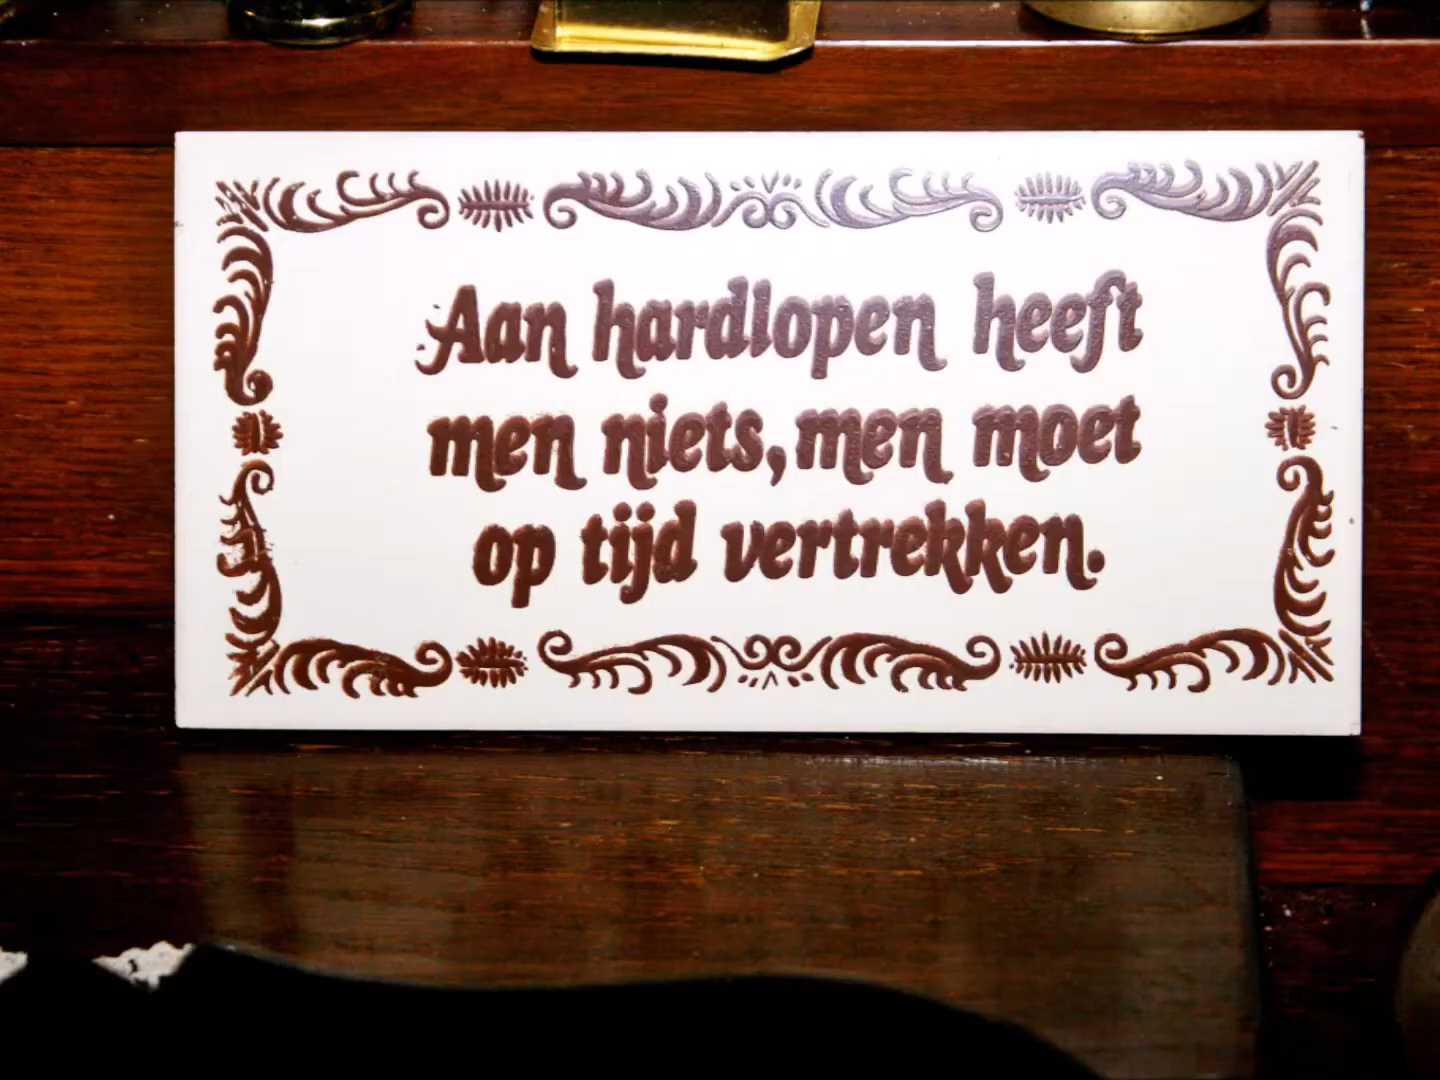 Aan hardlopen heeft
men niets, men moet
op tijd vertrekken.